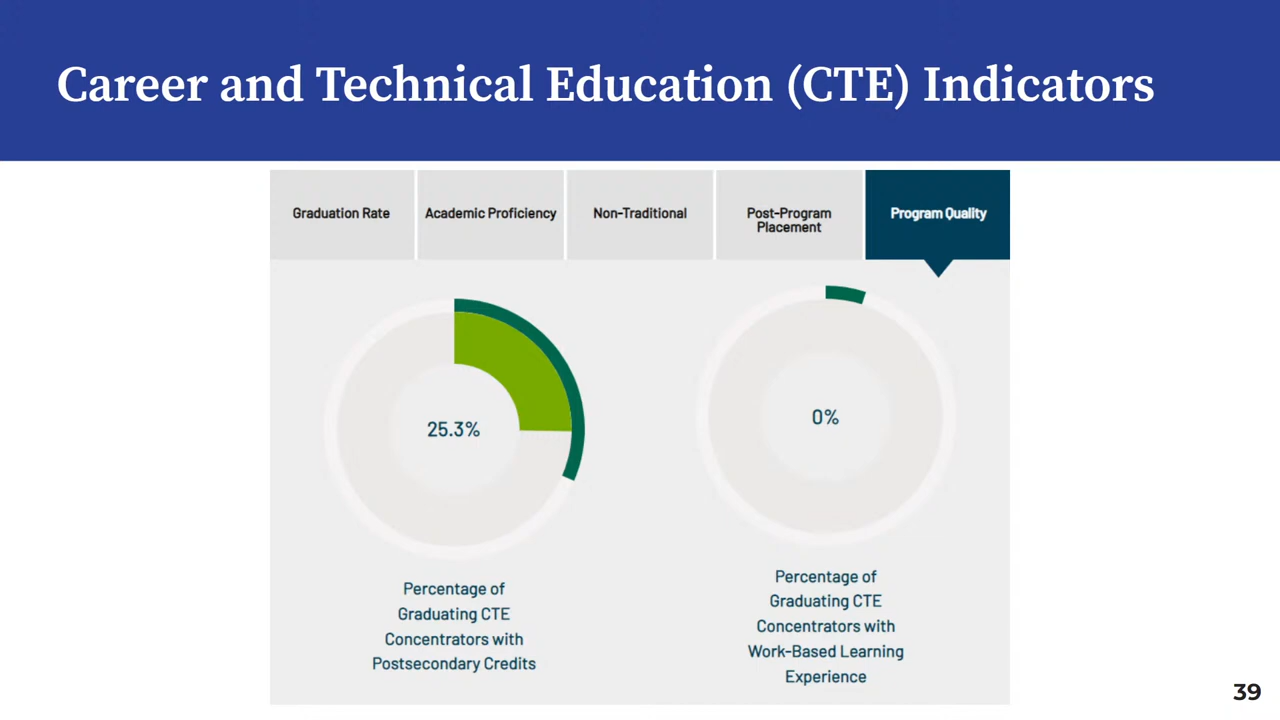 Career and Technical Education (CTE) Indicators
Graduation Rate
Academic Proficiency
Non-Traditional
Post-Program
Placement
Program Quality
25.3%
Percentage of
Graduating CTE
Concentrators with
Postsecondary Credits
0%
Percentage of
Graduating CTE
Concentrators with
Work-Based Learning
Experience
39